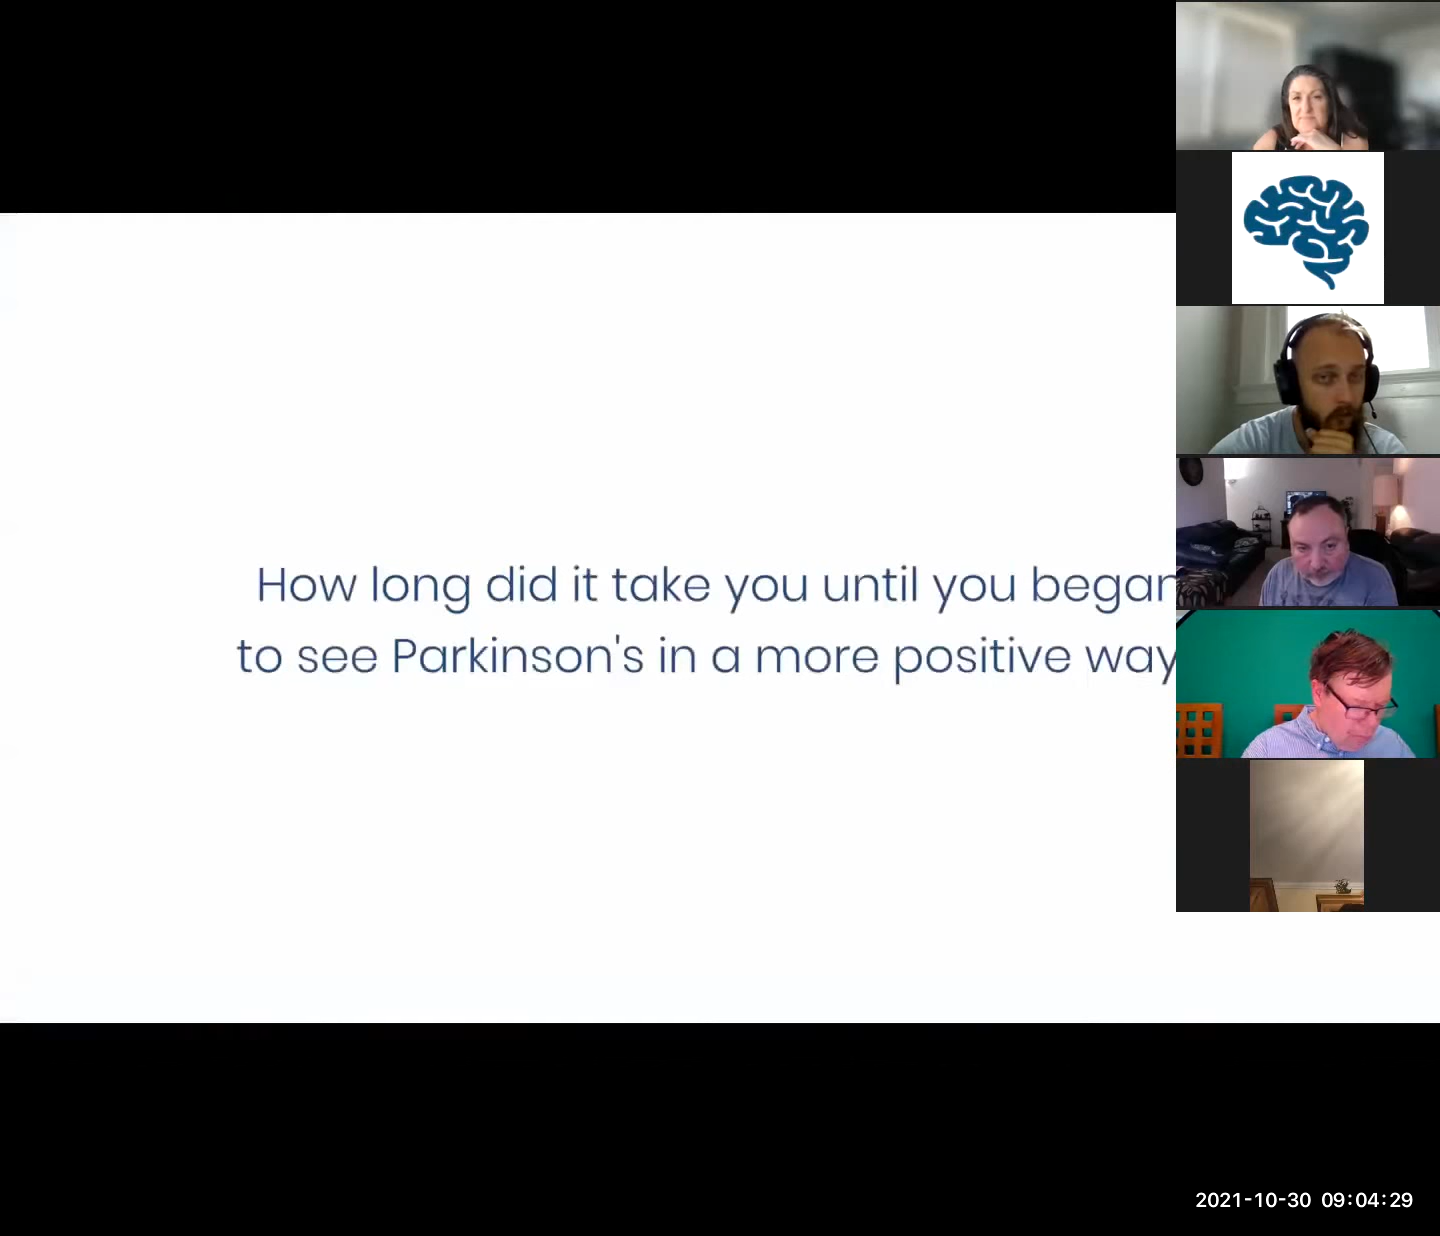 How long did it take you until you began
to see Parkinson's in a more positive way
2021-10-30 09:04:29